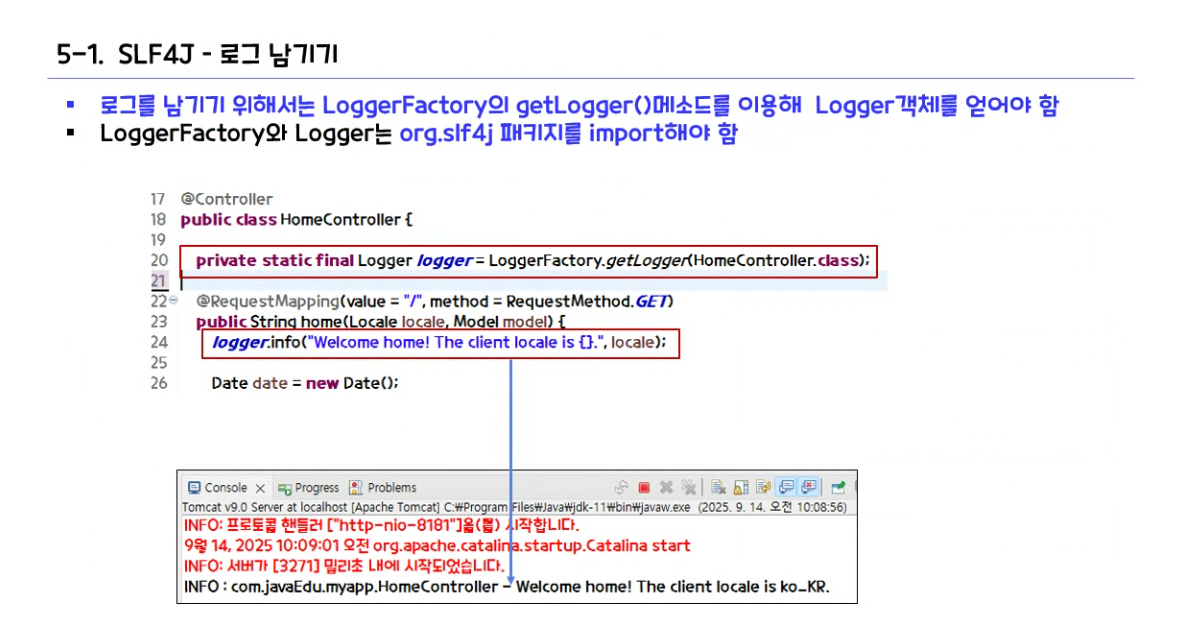 5-1. SLF4J - 로그 남기기
▪ 로그를 남기기 위해서는 LoggerFactory의 getLogger()메소드를 이용해 Logger객체를 얻어야 함
▪ LoggerFactory와 Logger는 org.slf4j 패키지를 import해야 함
17 @Controller
18 public class HomeController {
19
20 private static final Logger logger = LoggerFactory.getLogger(HomeController.class);
21
22 @RequestMapping(value = "/", method = RequestMethod.GET)
23 public String home(Locale locale, Model model) {
24 logger.info("Welcome home! The client locale is {}.", locale);
25
26 Date date = new Date();
Console Progress Problems
Tomcat v9.0 Server at localhost [Apache Tomcat] C:₩Program Files₩Java₩jdk-11₩bin₩javaw.exe (2025. 9. 14. 오전 10:08:56)
INFO: 프로토콜 핸들러 ["http-nio-8181"]을(를) 시작합니다.
9월 14, 2025 10:09:01 오전 org.apache.catalina.startup.Catalina start
INFO: 서버가 [3271] 밀리초 내에 시작되었습니다.
INFO : com.javaEdu.myapp.HomeController - Welcome home! The client locale is ko_KR.